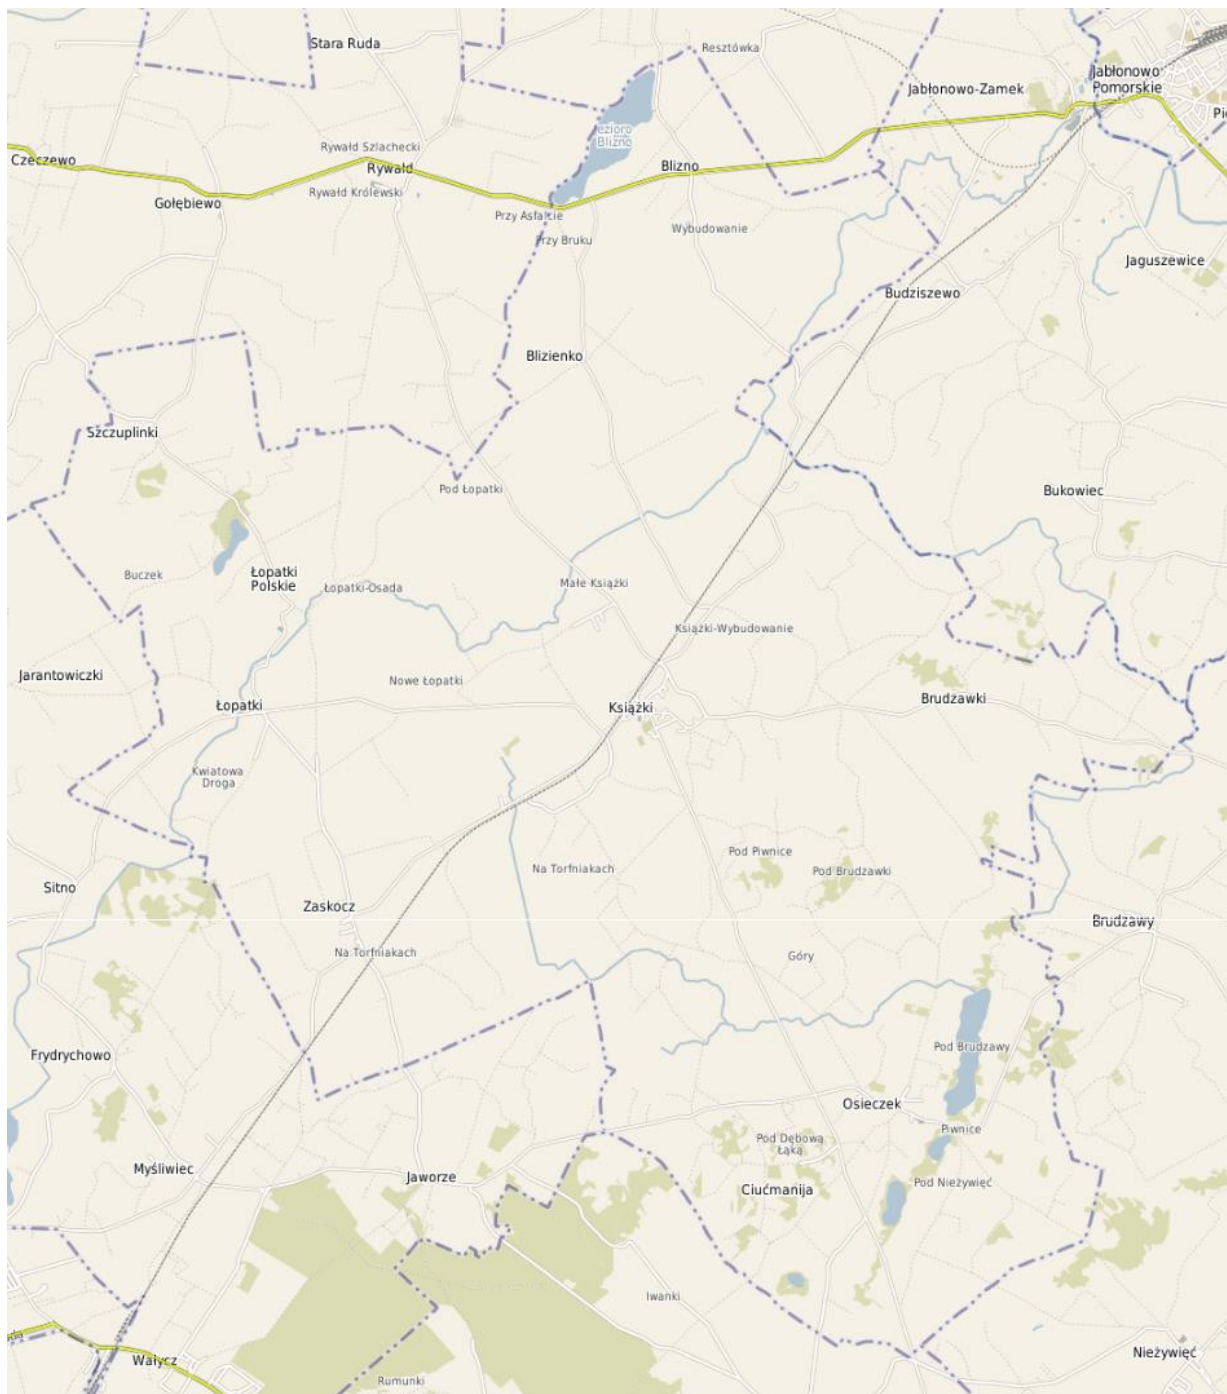 Stara Ruda
Resztówka
Jabłonowo-Zamek
Jabłonowo
Pomorskie
ezioro
Blizno
Czeczewo
Rywałd Szlachecki
Rywałd
Blizno
Rywałd Królewski
Gołębiewo
Przy Asfalcie
Przy Bruku
Wybudowanie
Jaguszewice
Budziszewo
Blizienko
Szczuplinki
Pod Łopatki
Bukowiec
Buczek
Łopatki
Polskie
Łopatki-Osada
Małe Książki
Książki-Wybudowanie
Jarantowiczki
Nowe Łopatki
Łopatki
Książki
Brudzawki
Kwiatowa
Droga
Pod Piwnice
Na Torfniakach
Pod Brudzawki
Sitno
Zaskocz
Brudzawy
Na Torfniakach
Góry
Frydrychowo
Pod Brudzawy
Osieczek
Piwnice
Pod Dębową
Łąką
Myśliwiec
Jaworze
Ciućmanija
Pod Nieżywięć
Iwanki
Wałycz
Nieżywięć
Rumunki